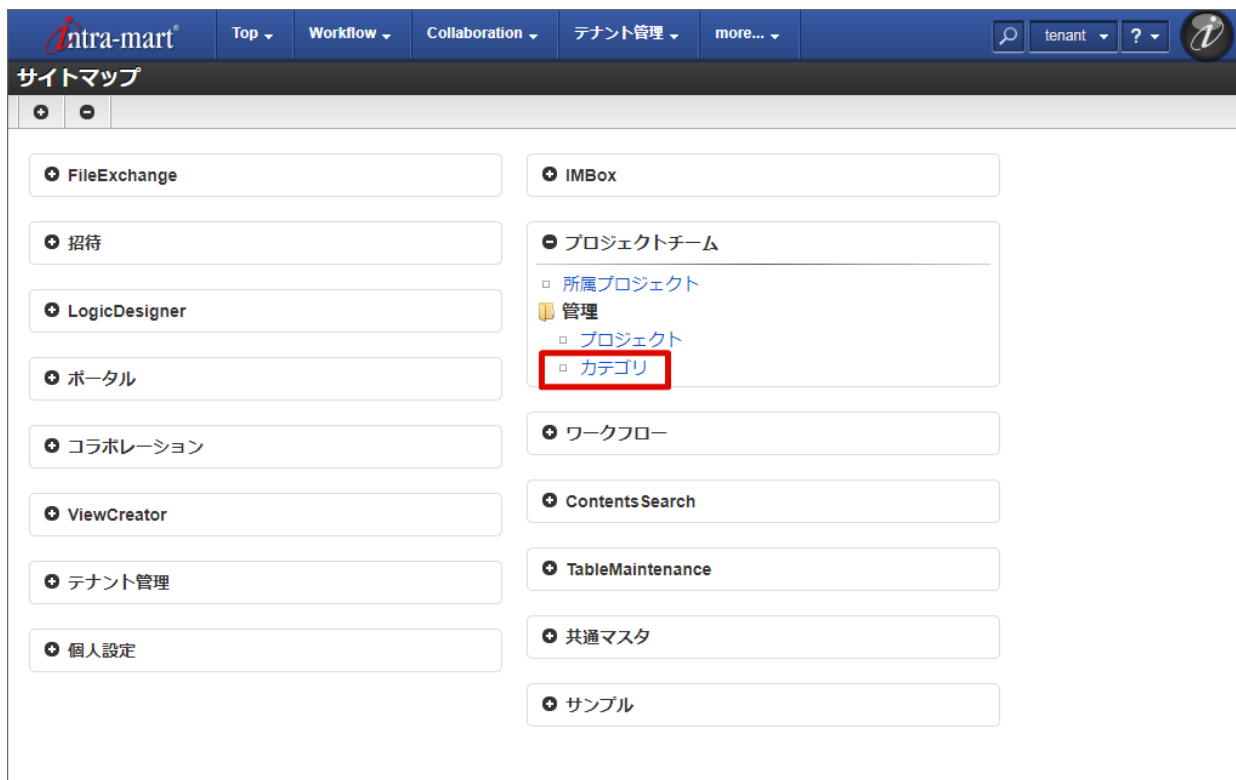 intra-mart® Top Workflow Collaboration テナント管理 more... tenant ?
サイトマップ
FileExchange
招待
LogicDesigner
ポータル
コラボレーション
ViewCreator
テナント管理
個人設定
IMBox
プロジェクトチーム
所属プロジェクト
管理
プロジェクト
カテゴリ
ワークフロー
ContentsSearch
TableMaintenance
共通マスタ
サンプル